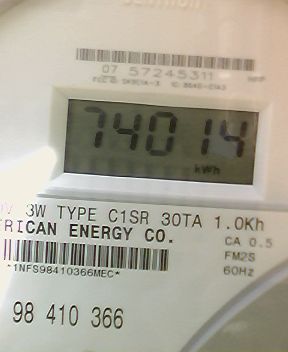 07 57245311
74014
kWh
3W TYPE C1SR 30TA 1.0Kh
RICAN ENERGY CO.
CA 0.5
FM2S
60Hz
*1NFS98410366MEC*
98 410 366